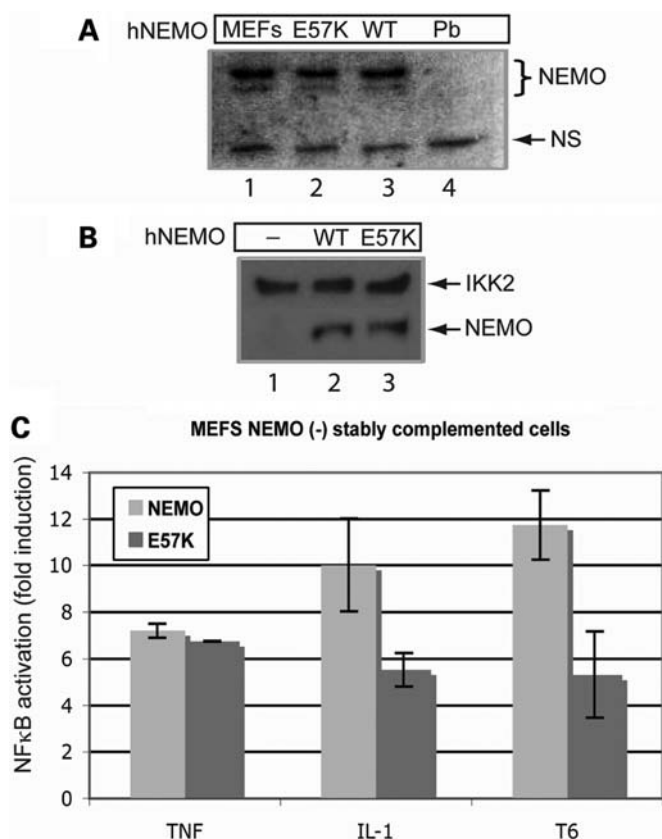 A
hNEMO MEFs E57K WT Pb
NEMO
NS
1 2 3 4
B
hNEMO – WT E57K
IKK2
NEMO
1 2 3
C
MEFS NEMO (-) stably complemented cells
NFκB activation (fold induction)
14
12
10
8
6
4
2
0
NEMO
E57K
TNF IL-1 T6